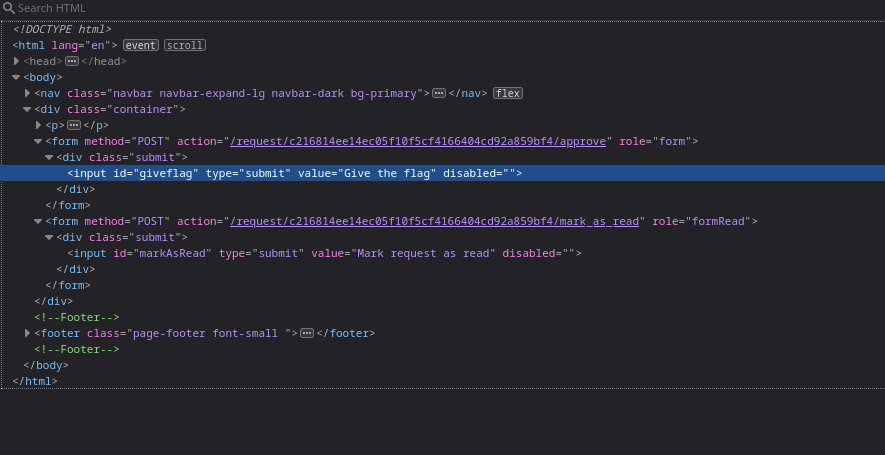 Search HTML
<!DOCTYPE html>
<html lang="en"> event scroll
<head> ••• </head>
<body>
<nav class="navbar navbar-expand-lg navbar-dark bg-primary"> ••• </nav> flex
<div class="container">
<p> ••• </p>
<form method="POST" action="/request/c216814ee14ec05f10f5cf4166404cd92a859bf4/approve" role="form">
<div class="submit">
<input id="giveflag" type="submit" value="Give the flag" disabled="">
</div>
</form>
<form method="POST" action="/request/c216814ee14ec05f10f5cf4166404cd92a859bf4/mark_as_read" role="formRead">
<div class="submit">
<input id="markAsRead" type="submit" value="Mark request as read" disabled="">
</div>
</form>
</div>
<!--Footer-->
<footer class="page-footer font-small "> ••• </footer>
<!--Footer-->
</body>
</html>